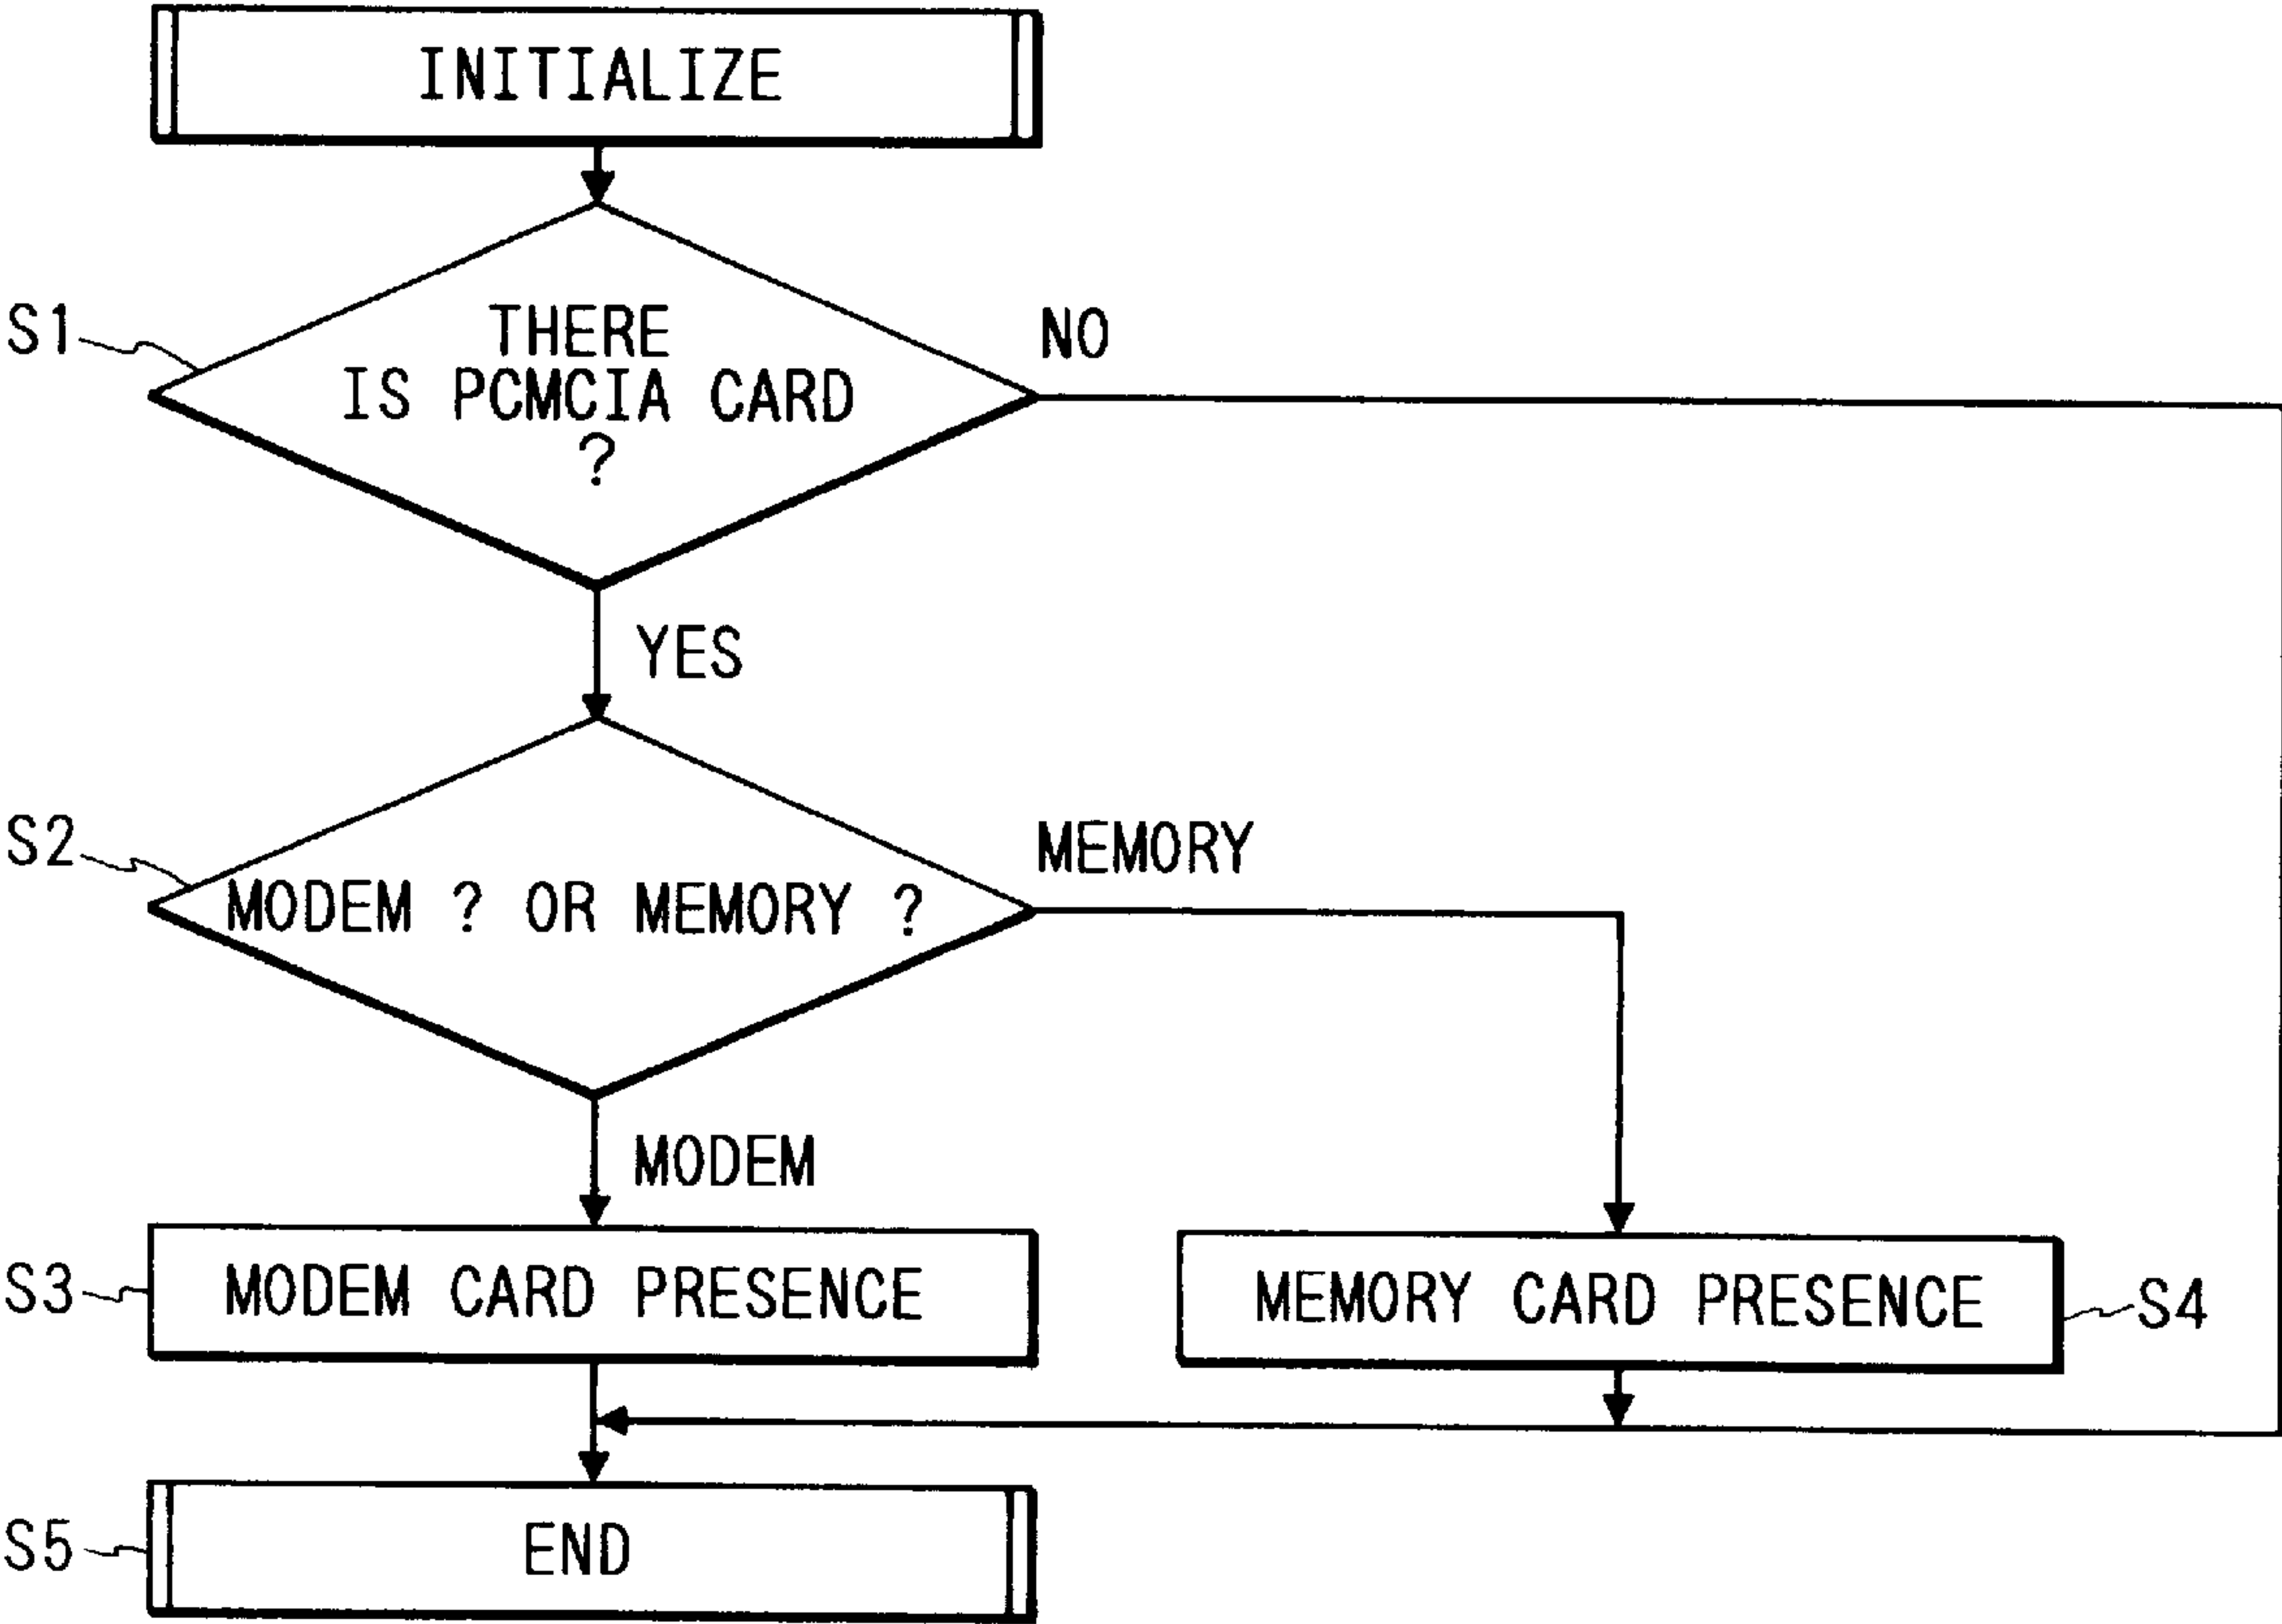 INITIALIZE
S1
THERE
IS PCMCIA CARD
?
NO
YES
S2
MODEM ? OR MEMORY ?
MEMORY
MODEM
S3
MODEM CARD PRESENCE
MEMORY CARD PRESENCE
S4
S5
END